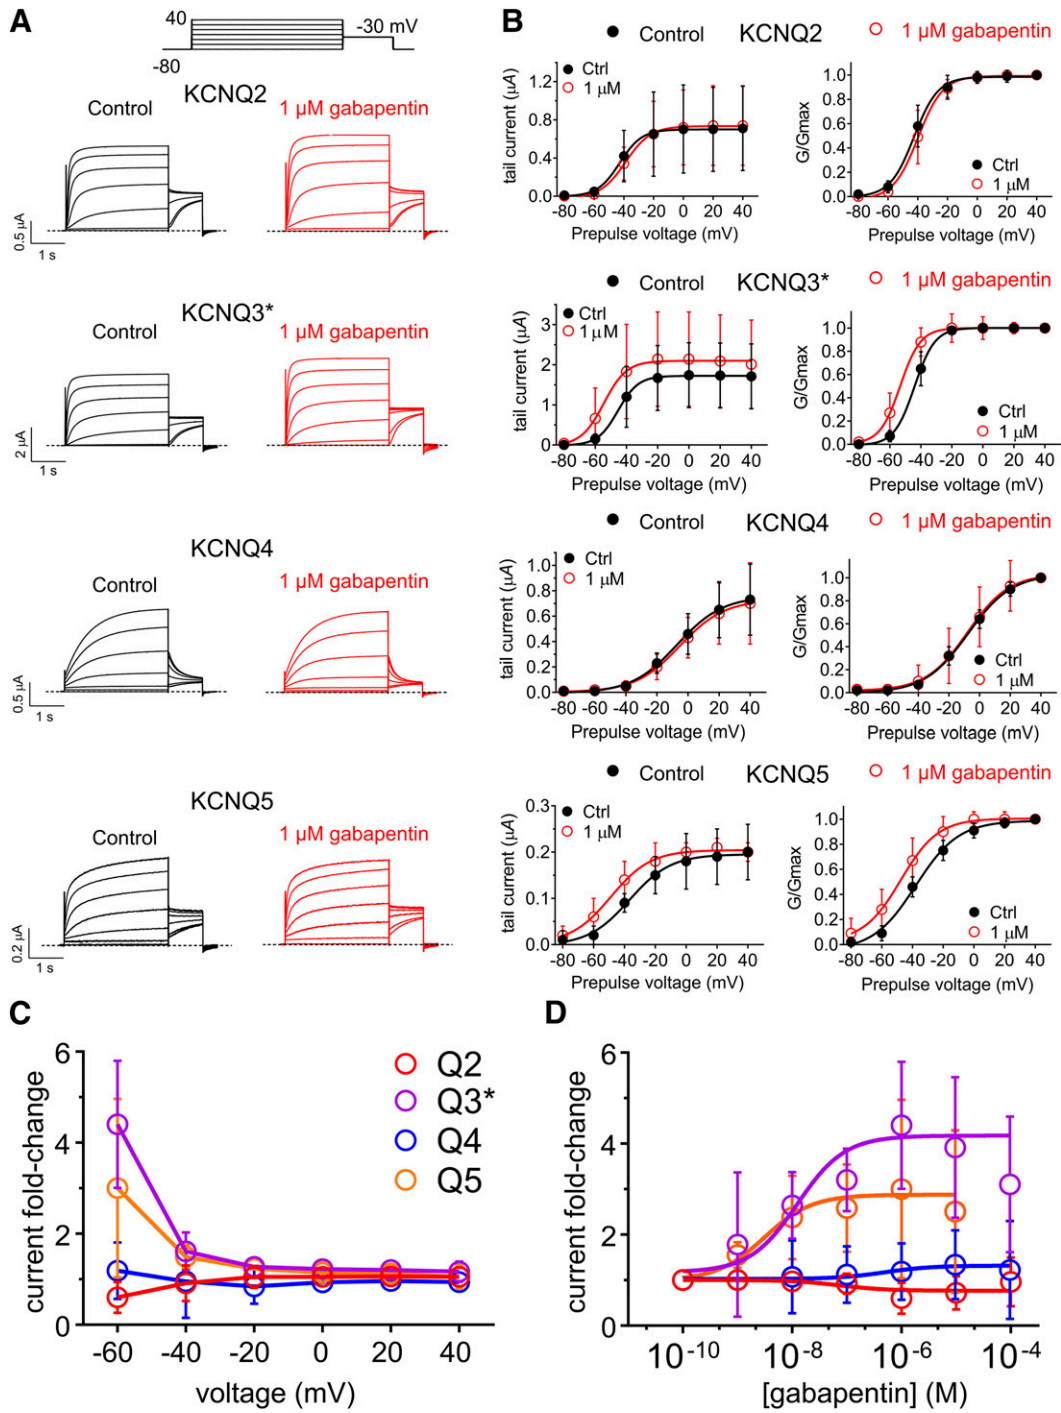 A
40
-30 mV
-80
KCNQ2
Control
1 µM gabapentin
0.5 µA
1 s
KCNQ3*
Control
1 µM gabapentin
2 µA
1 s
KCNQ4
Control
1 µM gabapentin
0.5 µA
1 s
KCNQ5
Control
1 µM gabapentin
0.2 µA
1 s
B
Control KCNQ2 1 µM gabapentin
tail current (µA)
1.2
0.8
0.4
0.0
Ctrl
1 µM
-80 -60 -40 -20 0 20 40
Prepulse voltage (mV)
G/Gmax
1.0
0.8
0.6
0.4
0.2
0.0
Ctrl
1 µM
-80 -60 -40 -20 0 20 40
Prepulse voltage (mV)
Control KCNQ3* 1 µM gabapentin
tail current (µA)
3
2
1
0
Ctrl
1 µM
-80 -60 -40 -20 0 20 40
Prepulse voltage (mV)
G/Gmax
1.0
0.8
0.6
0.4
0.2
0.0
Ctrl
1 µM
-80 -60 -40 -20 0 20 40
Prepulse voltage (mV)
Control KCNQ4 1 µM gabapentin
tail current (µA)
1.0
0.8
0.6
0.4
0.2
0.0
Ctrl
1 µM
-80 -60 -40 -20 0 20 40
Prepulse voltage (mV)
G/Gmax
1.0
0.8
0.6
0.4
0.2
0.0
Ctrl
1 µM
-80 -60 -40 -20 0 20 40
Prepulse voltage (mV)
Control KCNQ5 1 µM gabapentin
tail current (µA)
0.3
0.2
0.1
0.0
Ctrl
1 µM
-80 -60 -40 -20 0 20 40
Prepulse voltage (mV)
G/Gmax
1.0
0.8
0.6
0.4
0.2
0.0
Ctrl
1 µM
-80 -60 -40 -20 0 20 40
Prepulse voltage (mV)
C
current fold-change
6
4
2
0
Q2
Q3*
Q4
Q5
-60 -40 -20 0 20 40
voltage (mV)
D
current fold-change
6
4
2
0
10⁻¹⁰ 10⁻⁸ 10⁻⁶ 10⁻⁴
[gabapentin] (M)